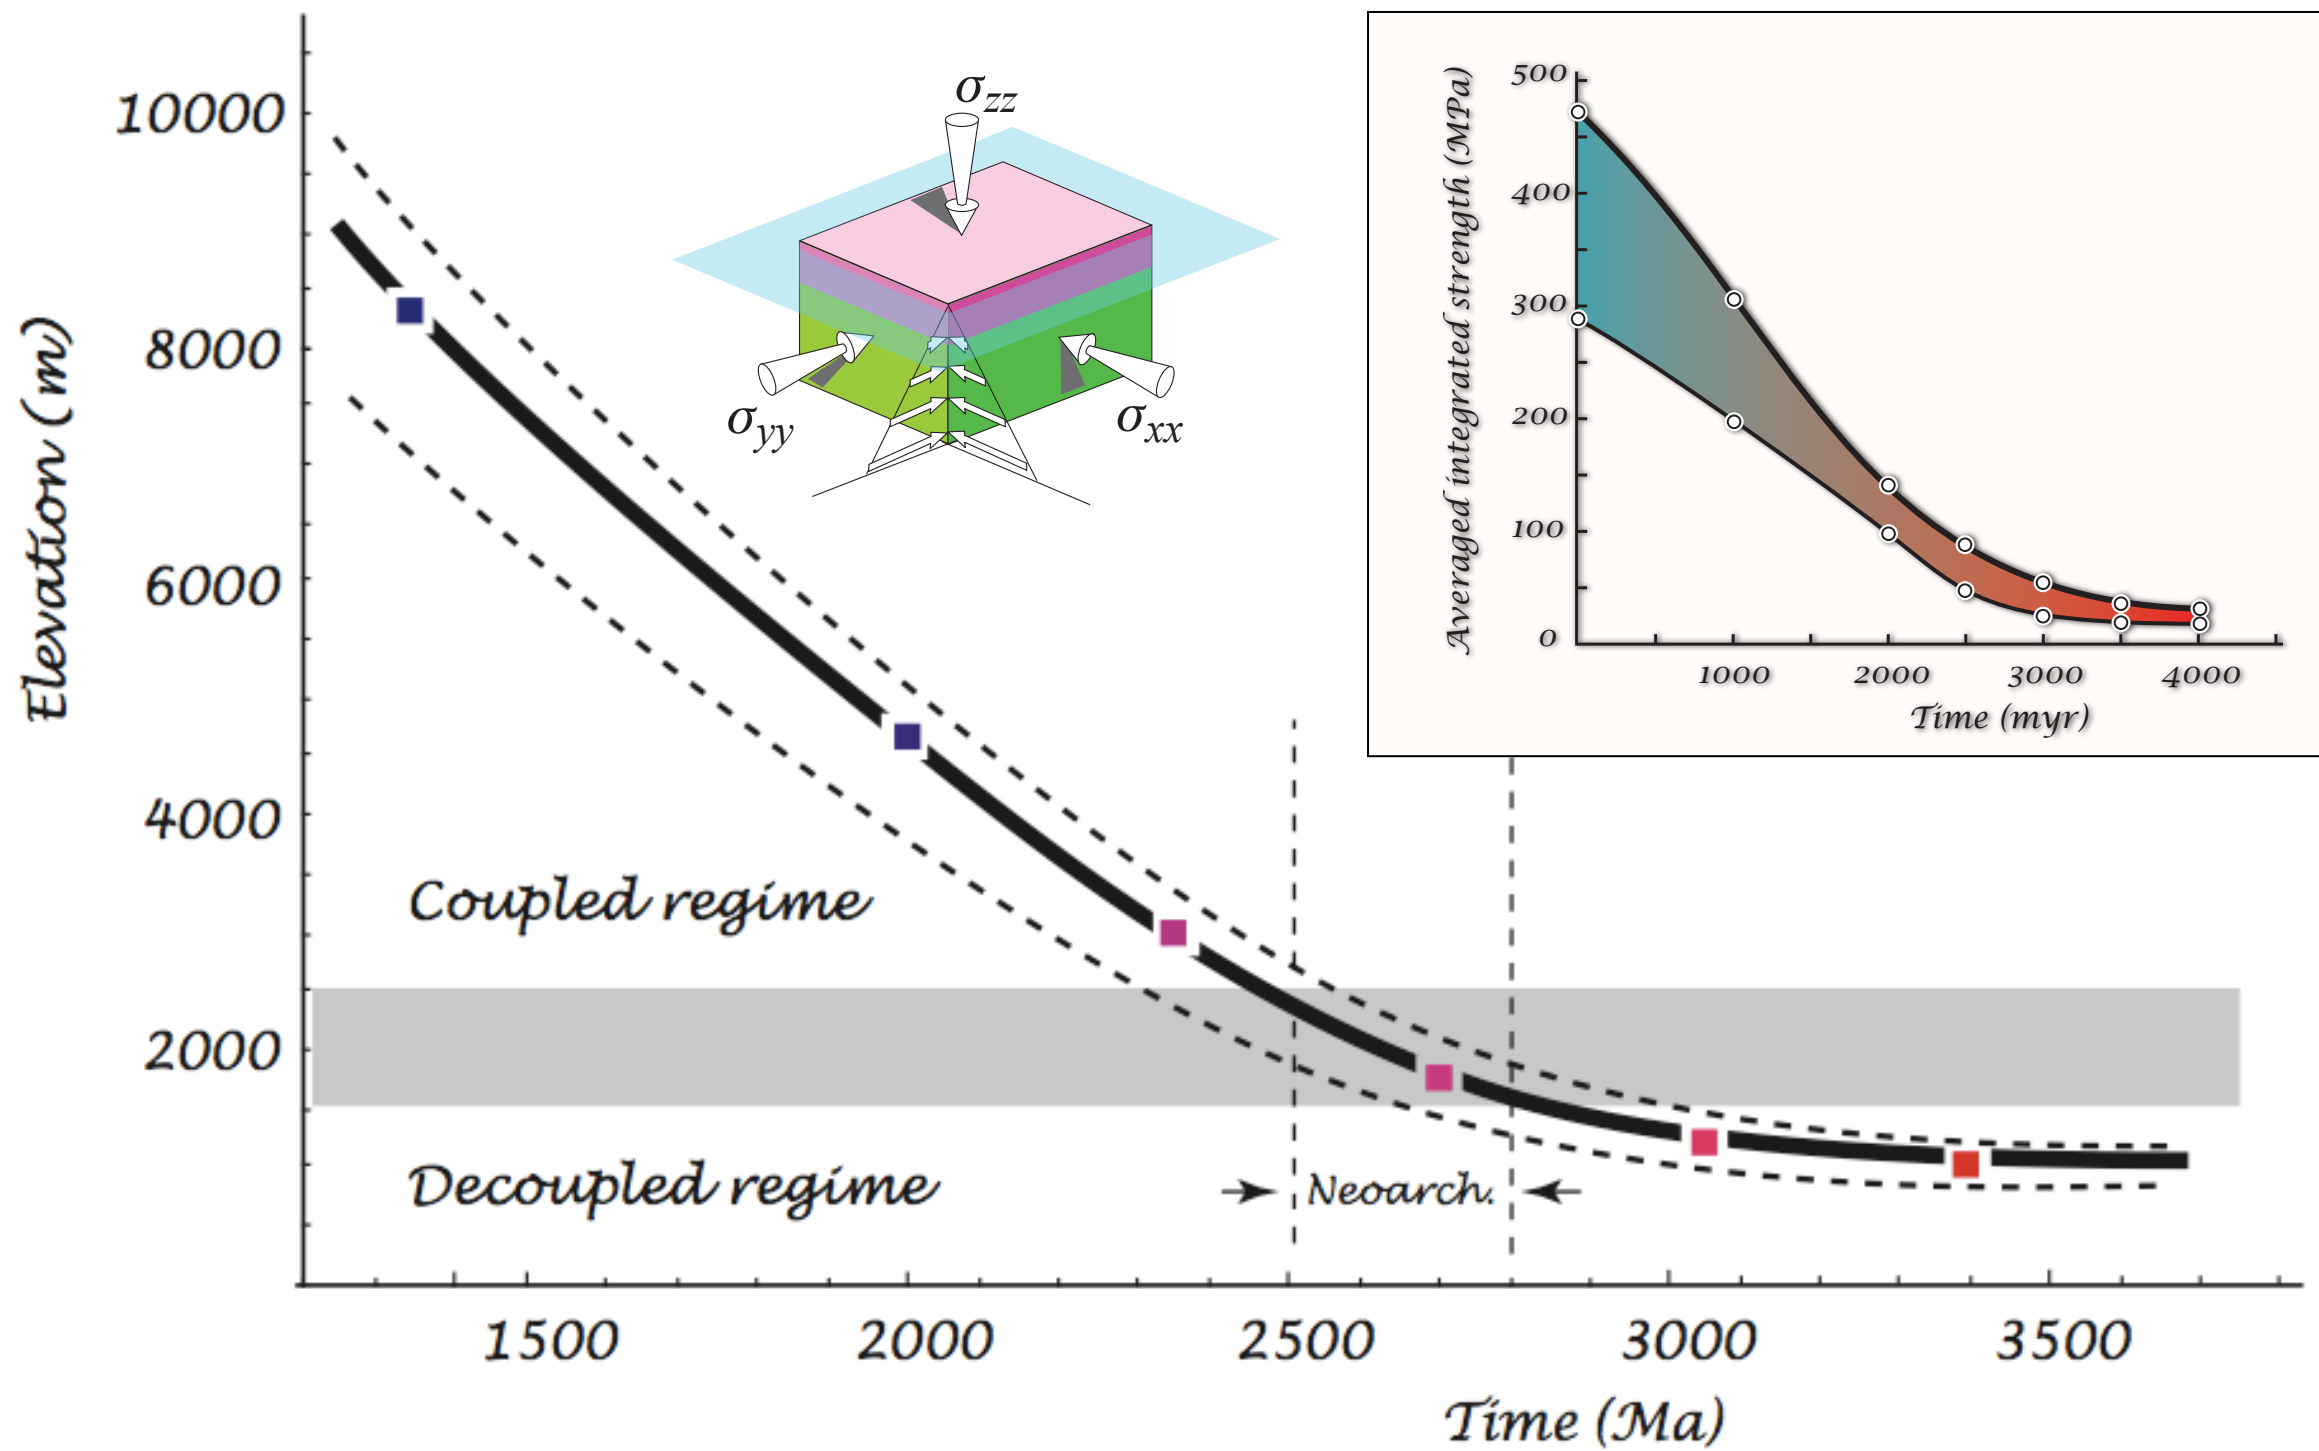 Elevation (m)
10000
8000
6000
4000
2000
σzz
σyy
σxx
Coupled regime
Decoupled regime
Neoarch.
1500
2000
2500
3000
3500
Time (Ma)
Averaged integrated strength (MPa)
500
400
300
200
100
0
1000
2000
3000
4000
Time (myr)